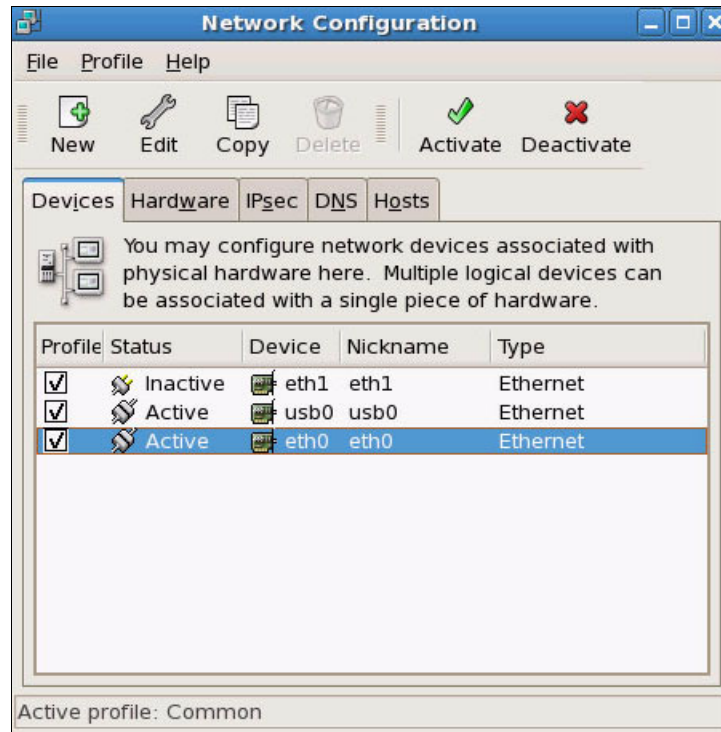 Network Configuration
File Profile Help
New Edit Copy Delete Activate Deactivate
Devices Hardware IPsec DNS Hosts
You may configure network devices associated with
physical hardware here. Multiple logical devices can
be associated with a single piece of hardware.
Profile Status Device Nickname Type
Inactive eth1 eth1 Ethernet
Active usb0 usb0 Ethernet
Active eth0 eth0 Ethernet
Active profile: Common